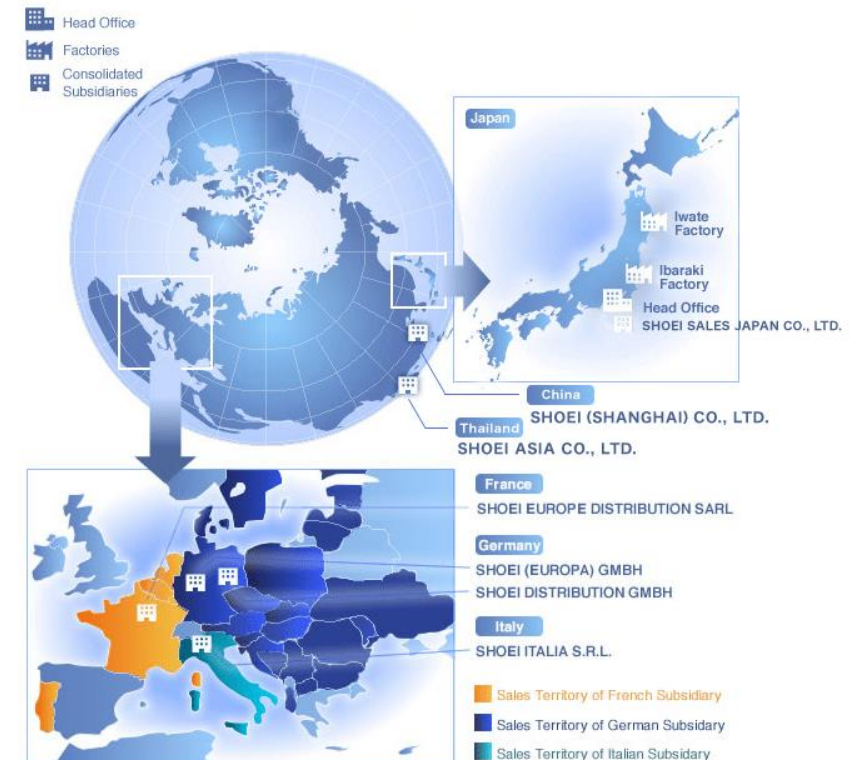 Head Office
Factories
Consolidated
Subsidiaries
Japan
Iwate
Factory
Ibaraki
Factory
Head Office
SHOEI SALES JAPAN CO., LTD.
China
SHOEI (SHANGHAI) CO., LTD.
Thailand
SHOEI ASIA CO., LTD.
France
SHOEI EUROPE DISTRIBUTION SARL
Germany
SHOEI (EUROPA) GMBH
SHOEI DISTRIBUTION GMBH
Italy
SHOEI ITALIA S.R.L.
Sales Territory of French Subsidiary
Sales Territory of German Subsidary
Sales Territory of Italian Subsidary